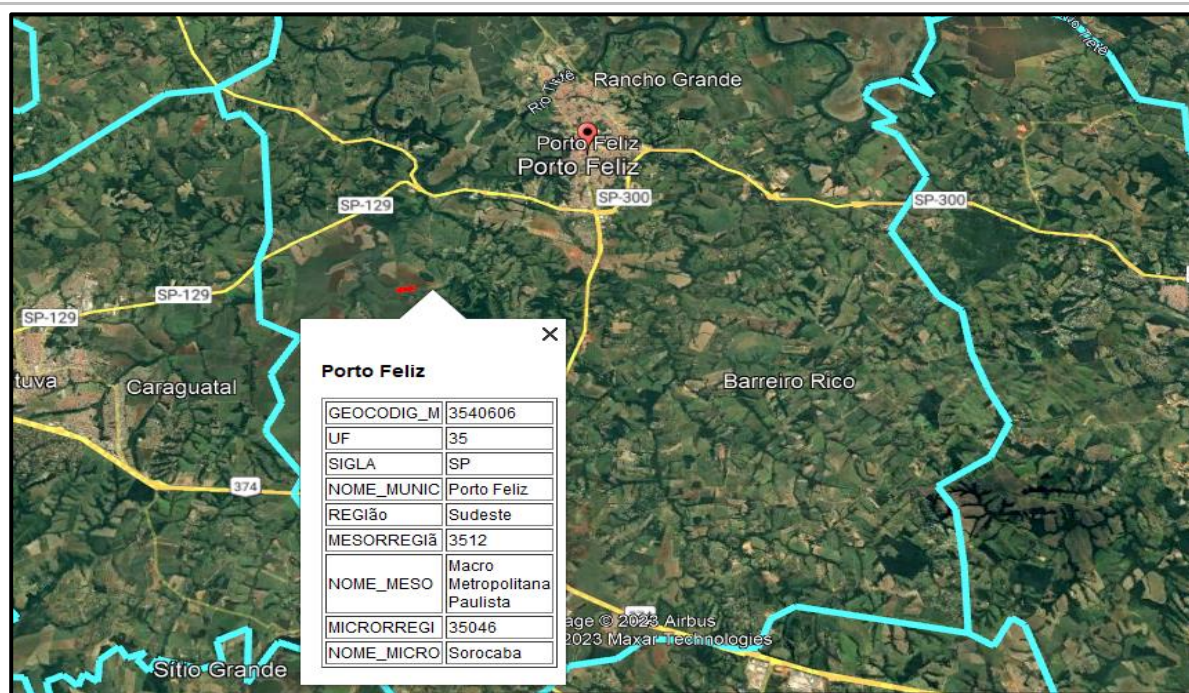 Rio Tietê
Rancho Grande
Porto Feliz
Porto Feliz
SP-300
SP-300
SP-129
SP-129
SP-129
tuva
Caraguatal
Barreiro Rico
374
Porto Feliz
GEOCODIG_M 3540606
UF 35
SIGLA SP
NOME_MUNIC Porto Feliz
REGIão Sudeste
MESORREGIã 3512
NOME_MESO Macro
Metropolitana
Paulista
MICRORREGI 35046
NOME_MICRO Sorocaba
age © 2023 Airbus
2023 Maxar Technologies
Sítio Grande